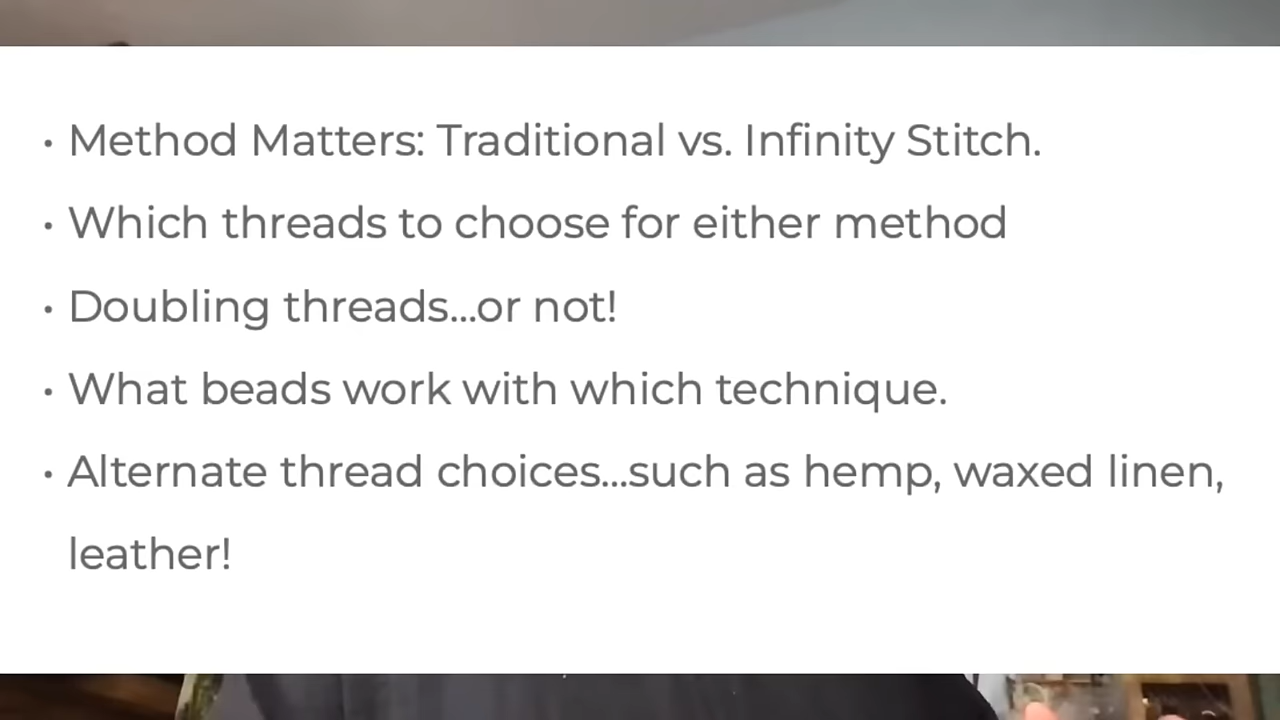 • Method Matters: Traditional vs. Infinity Stitch.
• Which threads to choose for either method
• Doubling threads...or not!
• What beads work with which technique.
• Alternate thread choices...such as hemp, waxed linen,
leather!